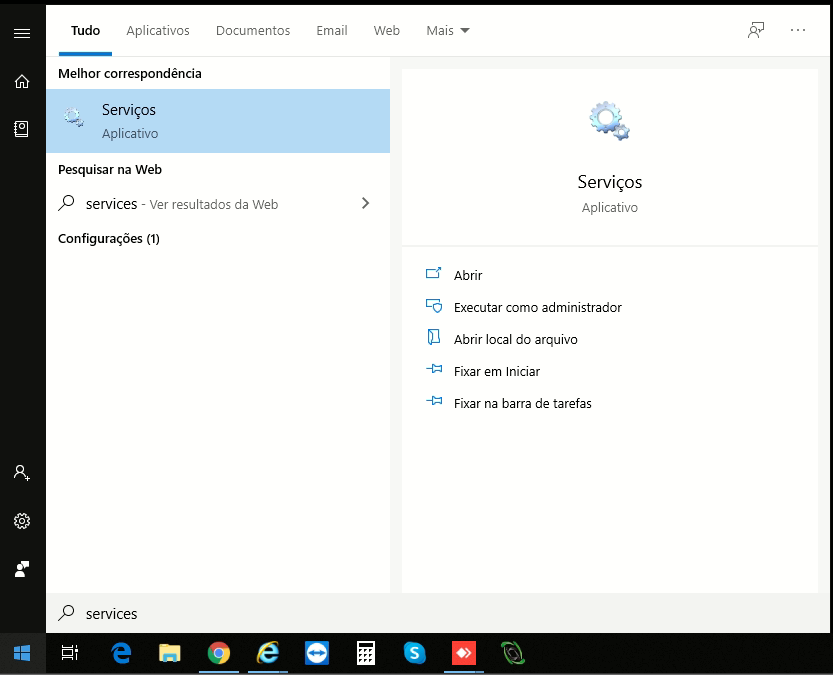 Tudo Aplicativos Documentos Email Web Mais
Melhor correspondência
Serviços
Aplicativo
Pesquisar na Web
services - Ver resultados da Web
Configurações (1)
Serviços
Aplicativo
Abrir
Executar como administrador
Abrir local do arquivo
Fixar em Iniciar
Fixar na barra de tarefas
services